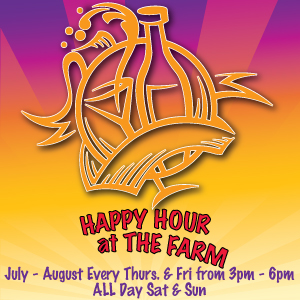 HAPPY HOUR
at THE FARM
July - August Every Thurs. & Fri from 3pm - 6pm
ALL Day Sat & Sun